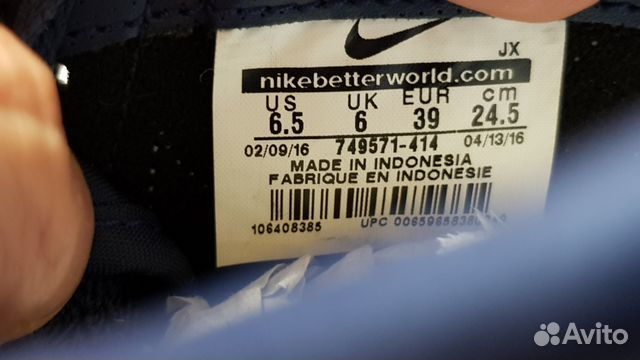 JX
nikebetterworld.com
US UK EUR cm
6.5 6 39 24.5
02/09/16 749571-414 04/13/16
MADE IN INDONESIA
FABRIQUE EN INDONESIE
106408385 UPC
Avito